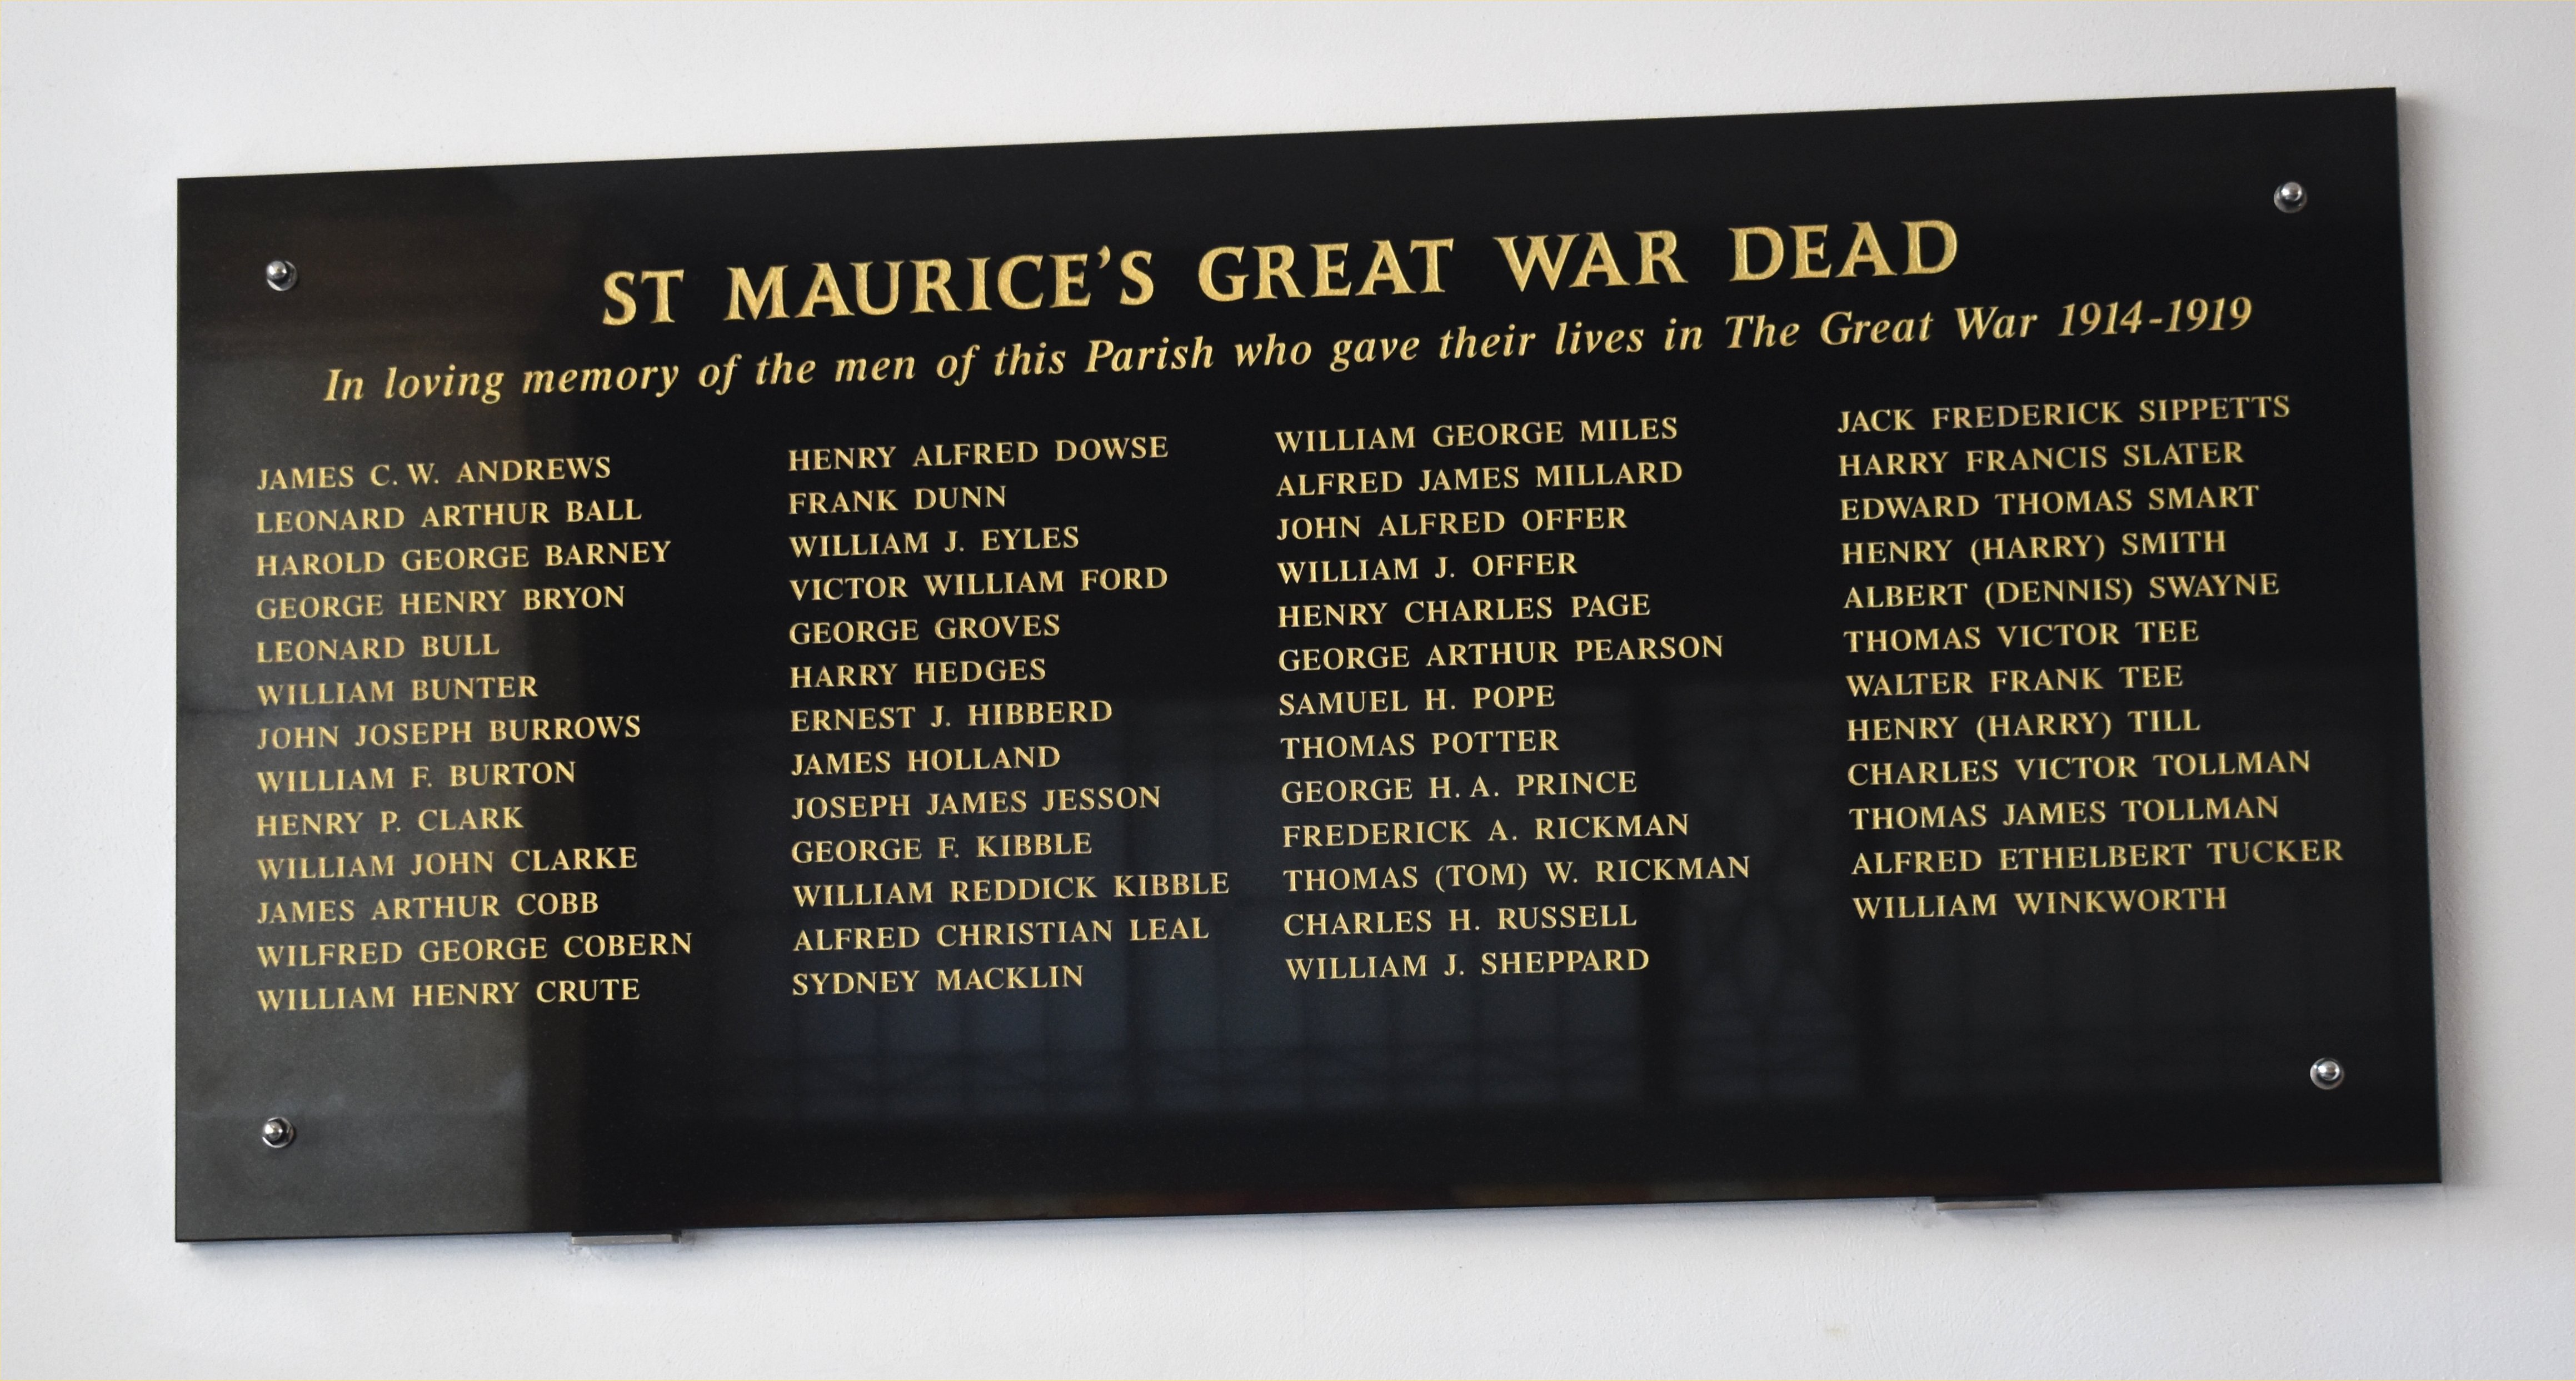 ST MAURICE'S GREAT WAR DEAD
In loving memory of the men of this Parish who gave their lives in The Great War 1914-1919
JAMES C. W. ANDREWS
LEONARD ARTHUR BALL
HAROLD GEORGE BARNEY
GEORGE HENRY BRYON
LEONARD BULL
WILLIAM BUNTER
JOHN JOSEPH BURROWS
WILLIAM F. BURTON
HENRY P. CLARK
WILLIAM JOHN CLARKE
JAMES ARTHUR COBB
WILFRED GEORGE COBERN
WILLIAM HENRY CRUTE
HENRY ALFRED DOWSE
FRANK DUNN
WILLIAM J. EYLES
VICTOR WILLIAM FORD
GEORGE GROVES
HARRY HEDGES
ERNEST J. HIBBERD
JAMES HOLLAND
JOSEPH JAMES JESSON
GEORGE F. KIBBLE
WILLIAM REDDICK KIBBLE
ALFRED CHRISTIAN LEAL
SYDNEY MACKLIN
WILLIAM GEORGE MILES
ALFRED JAMES MILLARD
JOHN ALFRED OFFER
WILLIAM J. OFFER
HENRY CHARLES PAGE
GEORGE ARTHUR PEARSON
SAMUEL H. POPE
THOMAS POTTER
GEORGE H. A. PRINCE
FREDERICK A. RICKMAN
THOMAS (TOM) W. RICKMAN
CHARLES H. RUSSELL
WILLIAM J. SHEPPARD
JACK FREDERICK SIPPETTS
HARRY FRANCIS SLATER
EDWARD THOMAS SMART
HENRY (HARRY) SMITH
ALBERT (DENNIS) SWAYNE
THOMAS VICTOR TEE
WALTER FRANK TEE
HENRY (HARRY) TILL
CHARLES VICTOR TOLLMAN
THOMAS JAMES TOLLMAN
ALFRED ETHELBERT TUCKER
WILLIAM WINKWORTH